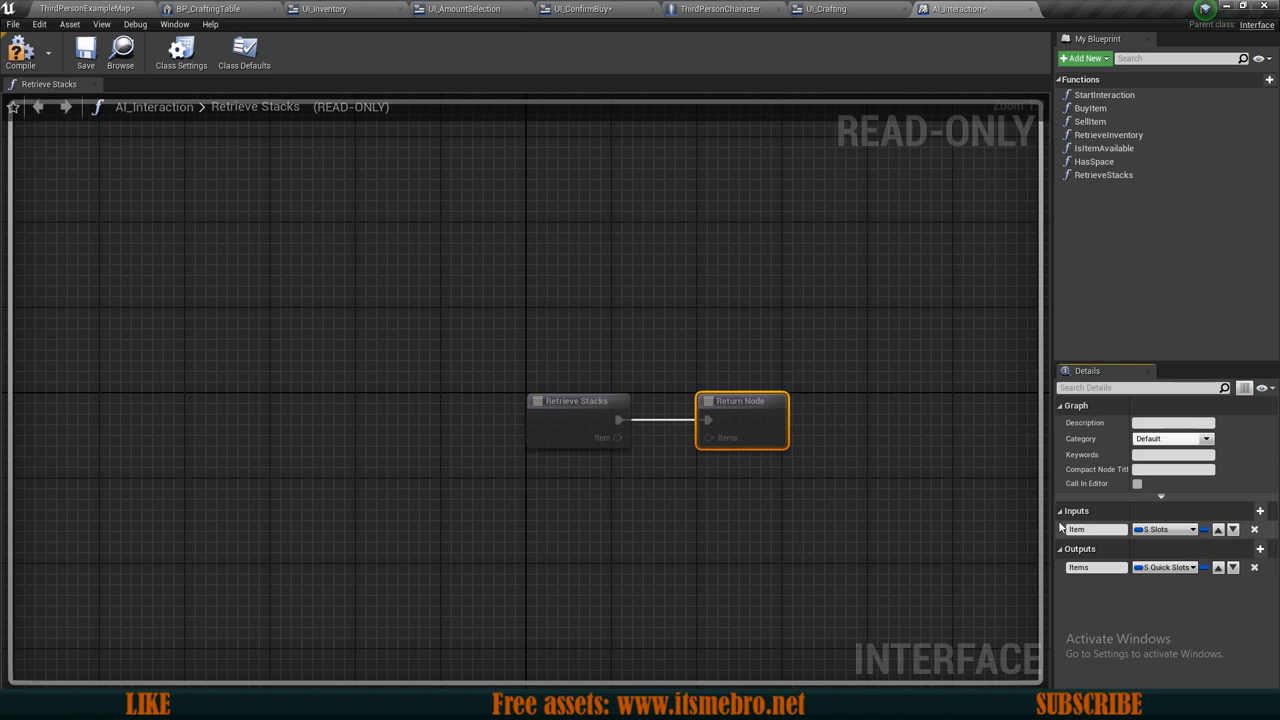 ThirdPersonExampleMap*
BP_CraftingTable
UI_Inventory
UI_AmountSelection
UI_ConfirmBuy*
ThirdPersonCharacter
UI_Crafting
AI_Interaction*
File Edit Asset View Debug Window Help
Parent class: Interface
Compile
Save
Browse
Class Settings
Class Defaults
My Blueprint
+Add New
Search
Functions
StartInteraction
BuyItem
SellItem
RetrieveInventory
IsItemAvailable
HasSpace
RetrieveStacks
Retrieve Stacks
AI_Interaction > Retrieve Stacks (READ-ONLY)
READ-ONLY
Retrieve Stacks
Item
Return Node
Items
INTERFACE
Details
Search Details
Graph
Description
Category Default
Keywords
Compact Node Titl
Call In Editor
Inputs
Item S Slots
Outputs
Items S Quick Slots
Activate Windows
Go to Settings to activate Windows.
LIKE
Free assets: www.itsmebro.net
SUBSCRIBE